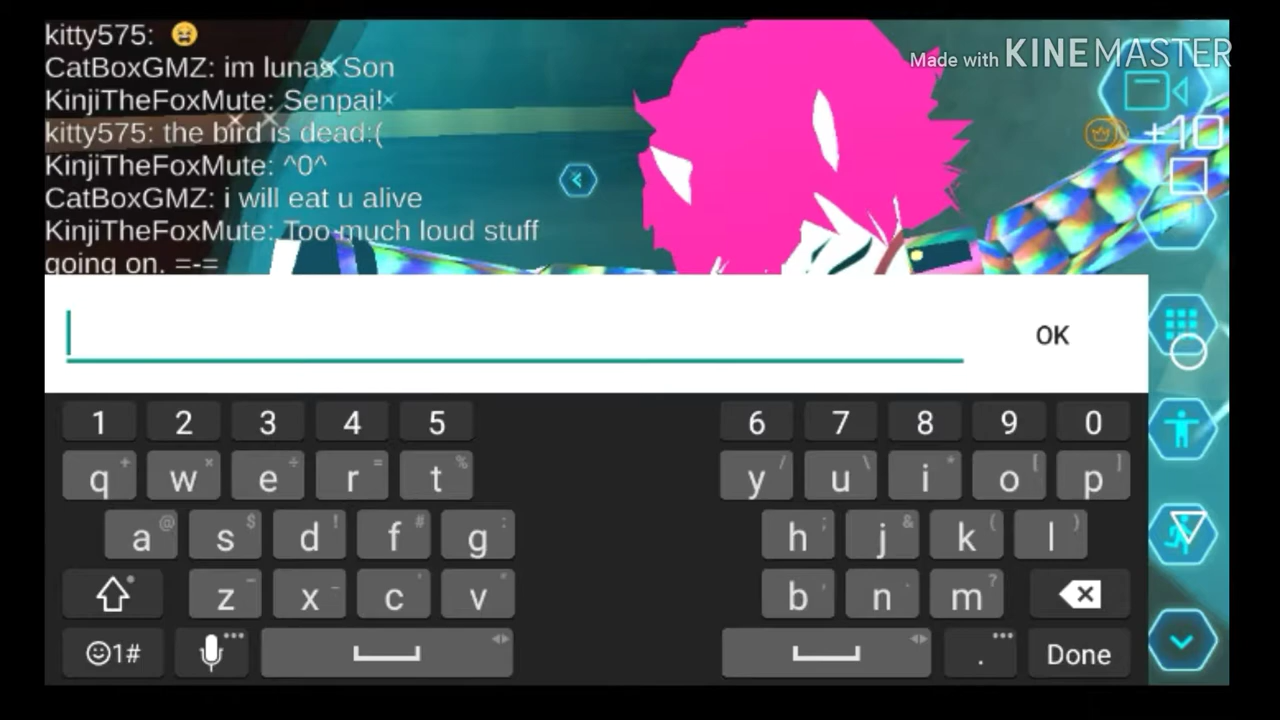 kitty575: 😫
CatBoxGMZ: im lunas Son
KinjiTheFoxMute: Senpai!
kitty575: the bird is dead:(
KinjiTheFoxMute: ^0^
CatBoxGMZ: i will eat u alive
KinjiTheFoxMute: Too much loud stuff
going on. =-=
Made with KINEMASTER
+10
OK
1 2 3 4 5 6 7 8 9 0
q + w × e ÷ r = t % y / u \ i * o [ p ]
a @ s $ d ! f # g : h ; j & k ( l )
z - x _ c ' v " b , n . m ?
☺1# ... . ... Done